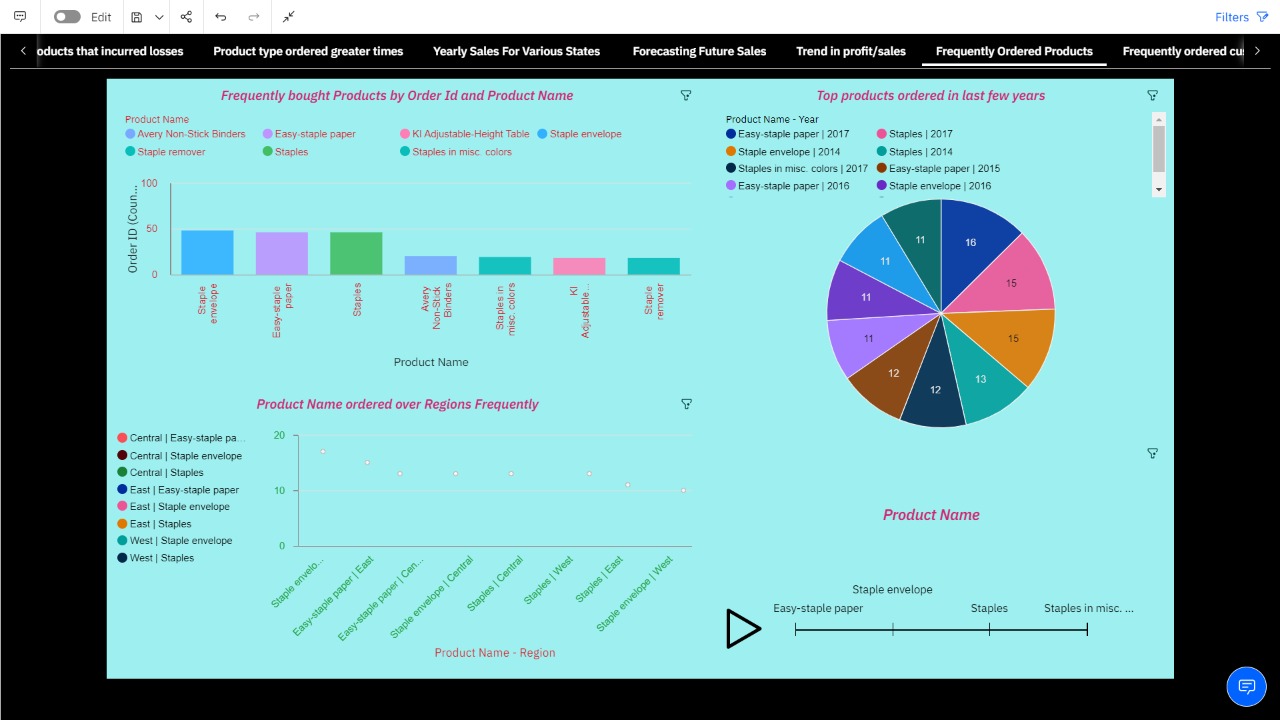 Edit
Filters
oducts that incurred losses
Product type ordered greater times
Yearly Sales For Various States
Forecasting Future Sales
Trend in profit/sales
Frequently Ordered Products
Frequently ordered cu
Frequently bought Products by Order Id and Product Name
Product Name
Avery Non-Stick Binders
Easy-staple paper
KI Adjustable-Height Table
Staple envelope
Staple remover
Staples
Staples in misc. colors
Order ID (Coun...
100
50
0
Staple
envelope
Easy-staple
paper
Staples
Avery
Non-Stick
Binders
Staples in
misc. colors
KI
Adjustable...
Staple
remover
Product Name
Top products ordered in last few years
Product Name - Year
Easy-staple paper | 2017
Staples | 2017
Staple envelope | 2014
Staples | 2014
Staples in misc. colors | 2017
Easy-staple paper | 2015
Easy-staple paper | 2016
Staple envelope | 2016
16
15
15
13
12
12
11
11
11
11
Product Name ordered over Regions Frequently
Central | Easy-staple pa...
Central | Staple envelope
Central | Staples
East | Easy-staple paper
East | Staple envelope
East | Staples
West | Staple envelope
West | Staples
20
10
0
Staple envelo...
Easy-staple paper | East
Easy-staple paper | Cen...
Staple envelope | Central
Staples | Central
Staples | West
Staples | East
Staple envelope | West
Product Name - Region
Product Name
Staple envelope
Easy-staple paper
Staples
Staples in misc. ...